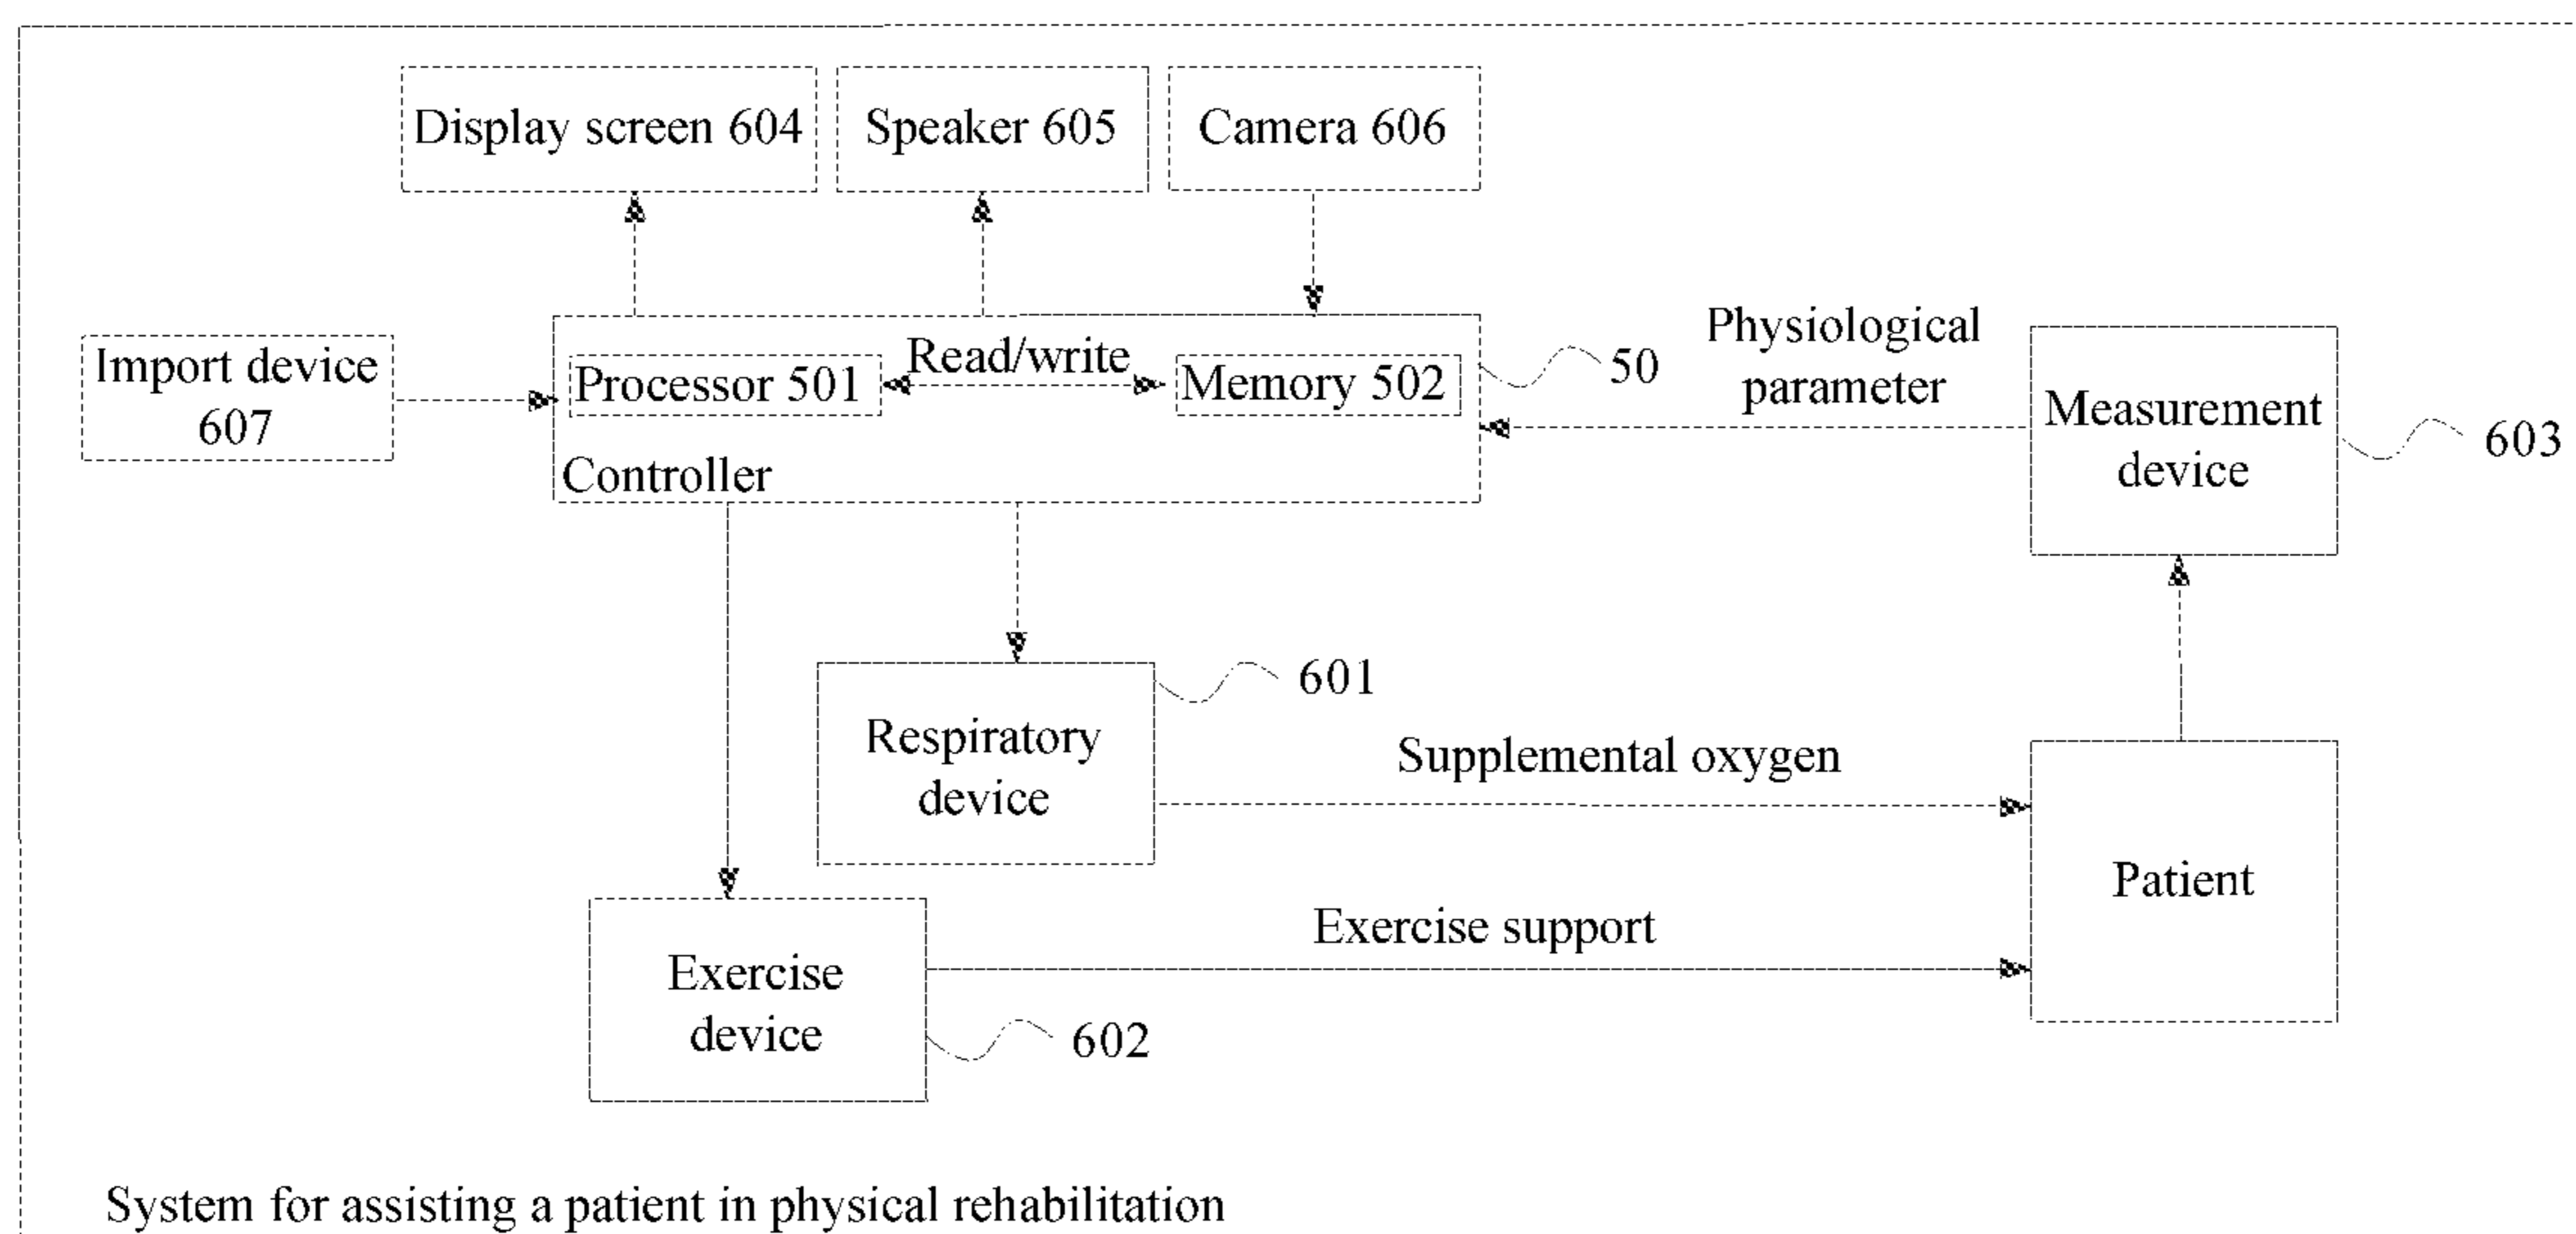 Display screen 604
Speaker 605
Camera 606
Import device
607
Processor 501
Read/write
Memory 502
Controller
50
Physiological
parameter
Measurement
device
603
Respiratory
device
601
Supplemental oxygen
Patient
Exercise support
Exercise
device
602
System for assisting a patient in physical rehabilitation